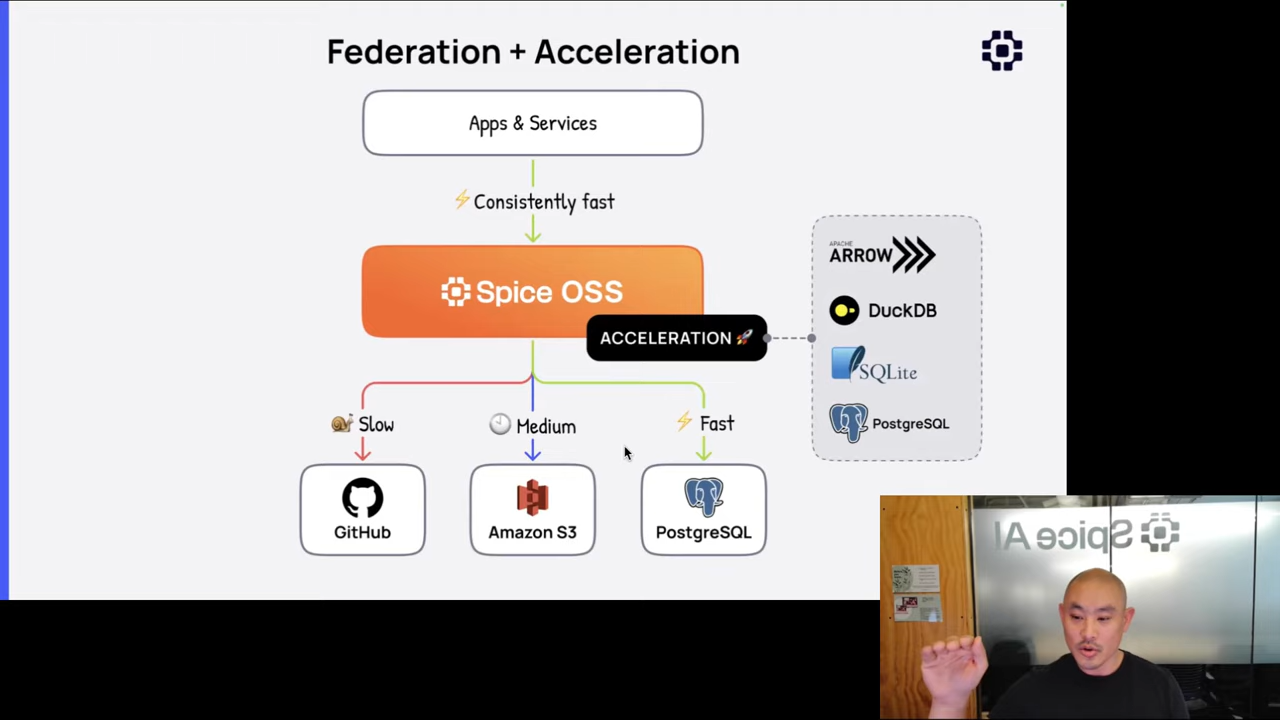 Federation + Acceleration
Apps & Services
⚡Consistently fast
Spice OSS
ACCELERATION 🚀
APACHE
ARROW
DuckDB
SQLite
PostgreSQL
🐌 Slow
🕙 Medium
⚡ Fast
GitHub
Amazon S3
PostgreSQL
Spice AI